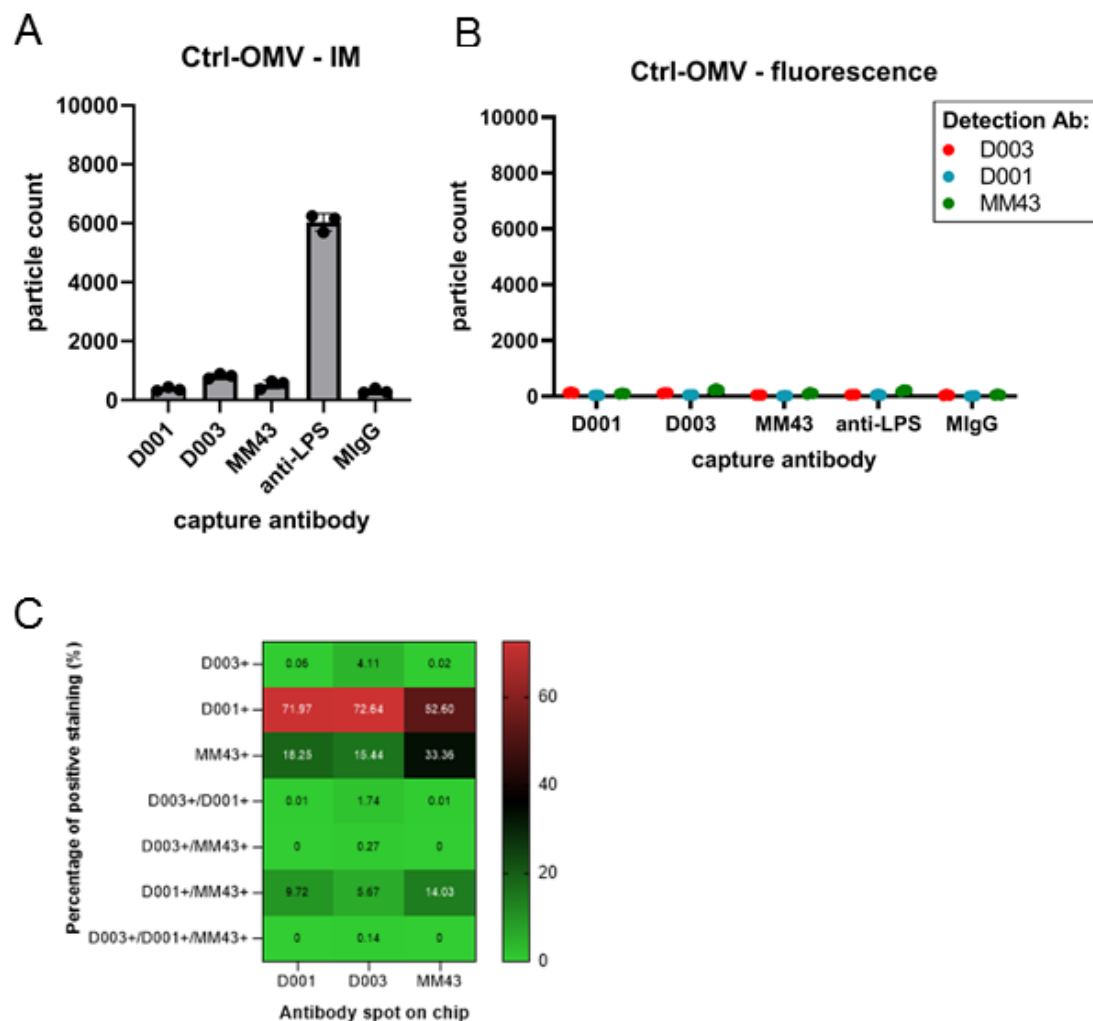 A
Ctrl-OMV - IM
particle count
10000
8000
6000
4000
2000
0
D001
D003
MM43
anti-LPS
MIgG
capture antibody
B
Ctrl-OMV - fluorescence
particle count
10000
8000
6000
4000
2000
0
D001
D003
MM43
anti-LPS
MIgG
capture antibody
Detection Ab:
D003
D001
MM43
C
Percentage of positive staining (%)
D003+ 0.06 4.11 0.02
D001+ 71.97 72.64 52.60
MM43+ 18.25 15.44 33.36
D003+/D001+ 0.01 1.74 0.01
D003+/MM43+ 0 0.27 0
D001+/MM43+ 9.72 5.67 14.03
D003+/D001+/MM43+ 0 0.14 0
D001 D003 MM43
Antibody spot on chip
60
40
20
0